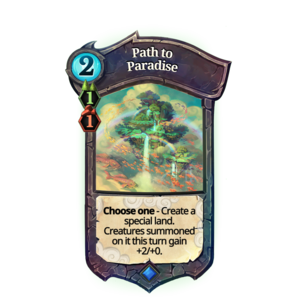 Path to
Paradise
2
1
1
Choose one - Create a
special land.
Creatures summoned
on it this turn gain
+2/+0.